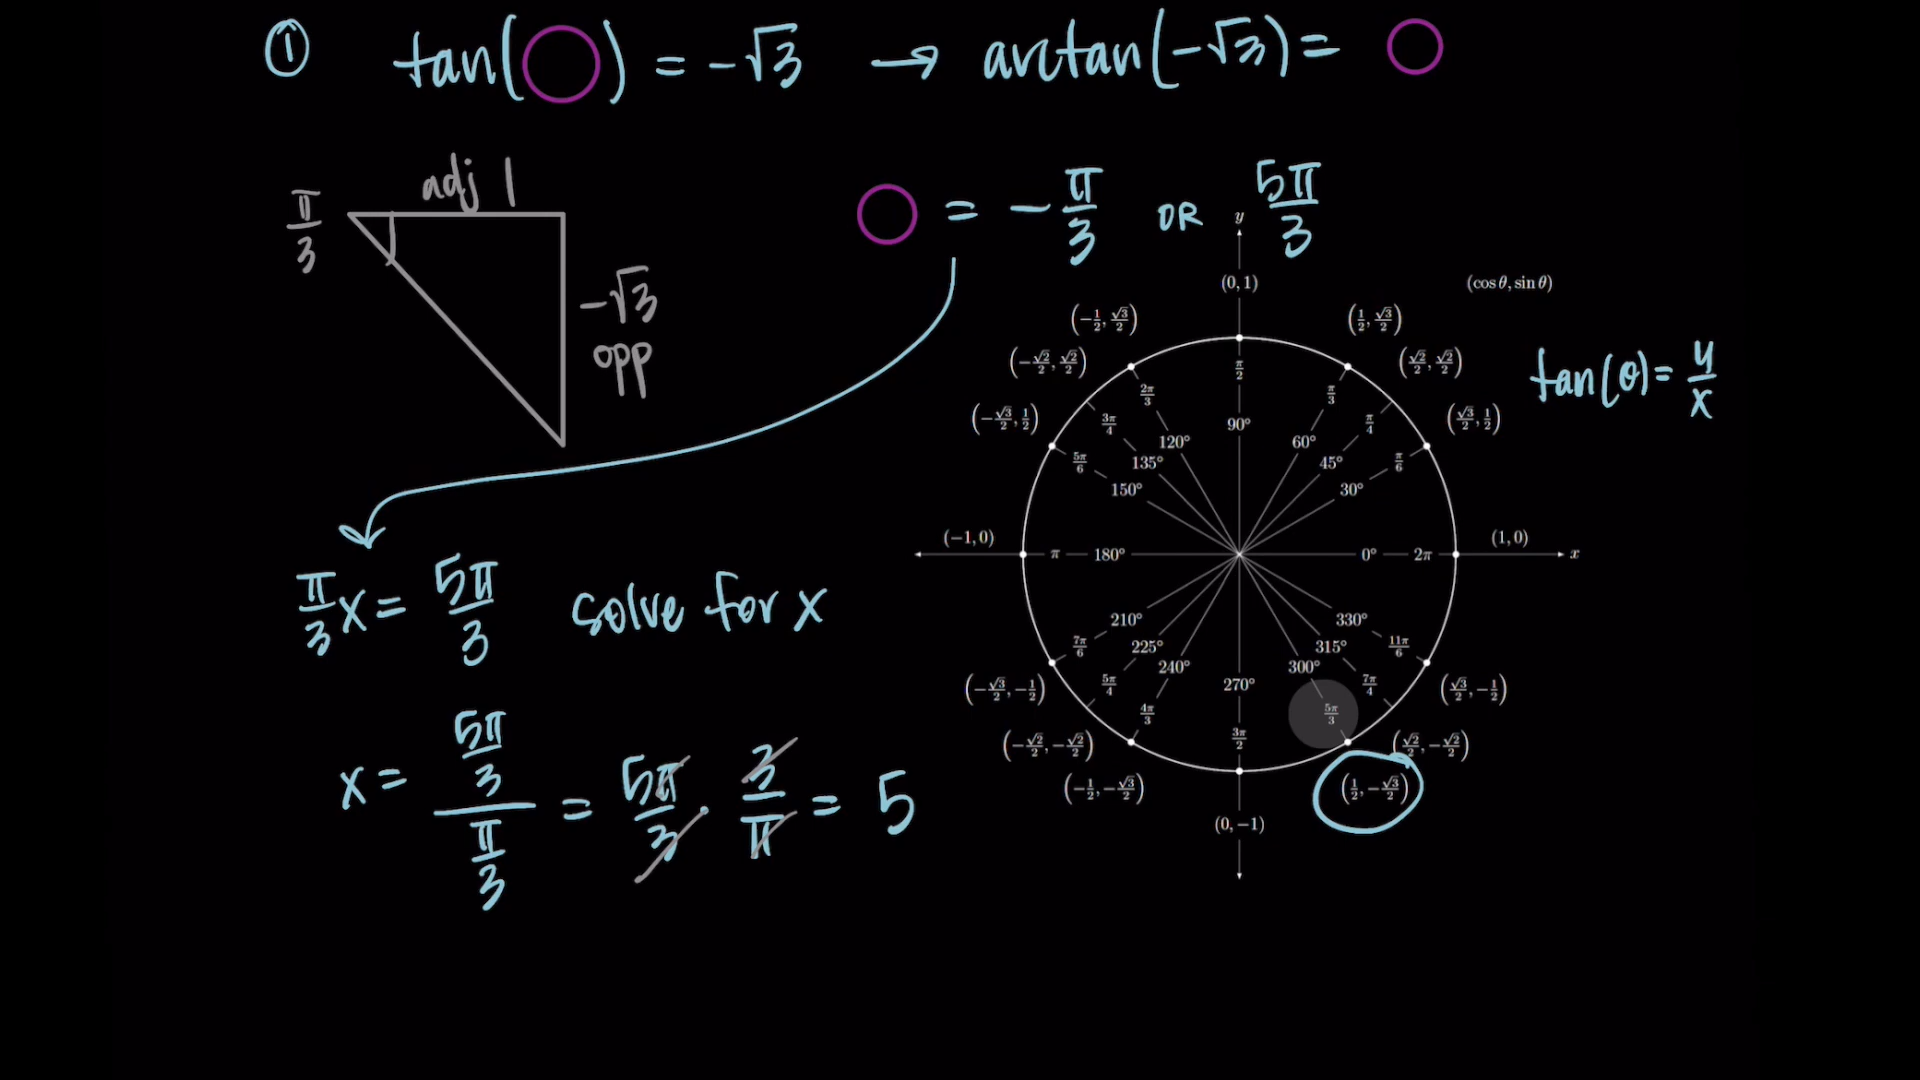 ① tan(○) = -√3 → arctan(-√3) = ○
adj 1
π/3
-√3
opp
○ = -π/3 OR 5π/3
y
(0, 1)
(cos θ, sin θ)
(-1/2, √3/2) (1/2, √3/2)
(-√2/2, √2/2) (√2/2, √2/2)
(-√3/2, 1/2) (√3/2, 1/2)
tan(θ) = y/x
π/2
2π/3 π/3
3π/4 π/4
5π/6 π/6
90°
120° 60°
135° 45°
150° 30°
(-1, 0) (1, 0)
π 180° 0° 2π x
210° 330°
7π/6 11π/6
225° 315°
240° 300°
270°
5π/4 7π/4
4π/3 5π/3
3π/2
(-√3/2, -1/2) (√3/2, -1/2)
(-√2/2, -√2/2) (√2/2, -√2/2)
(-1/2, -√3/2) (1/2, -√3/2)
(0, -1)
π/3 x = 5π/3 solve for x
x = (5π/3)/(π/3) = 5π/3 · 3/π = 5